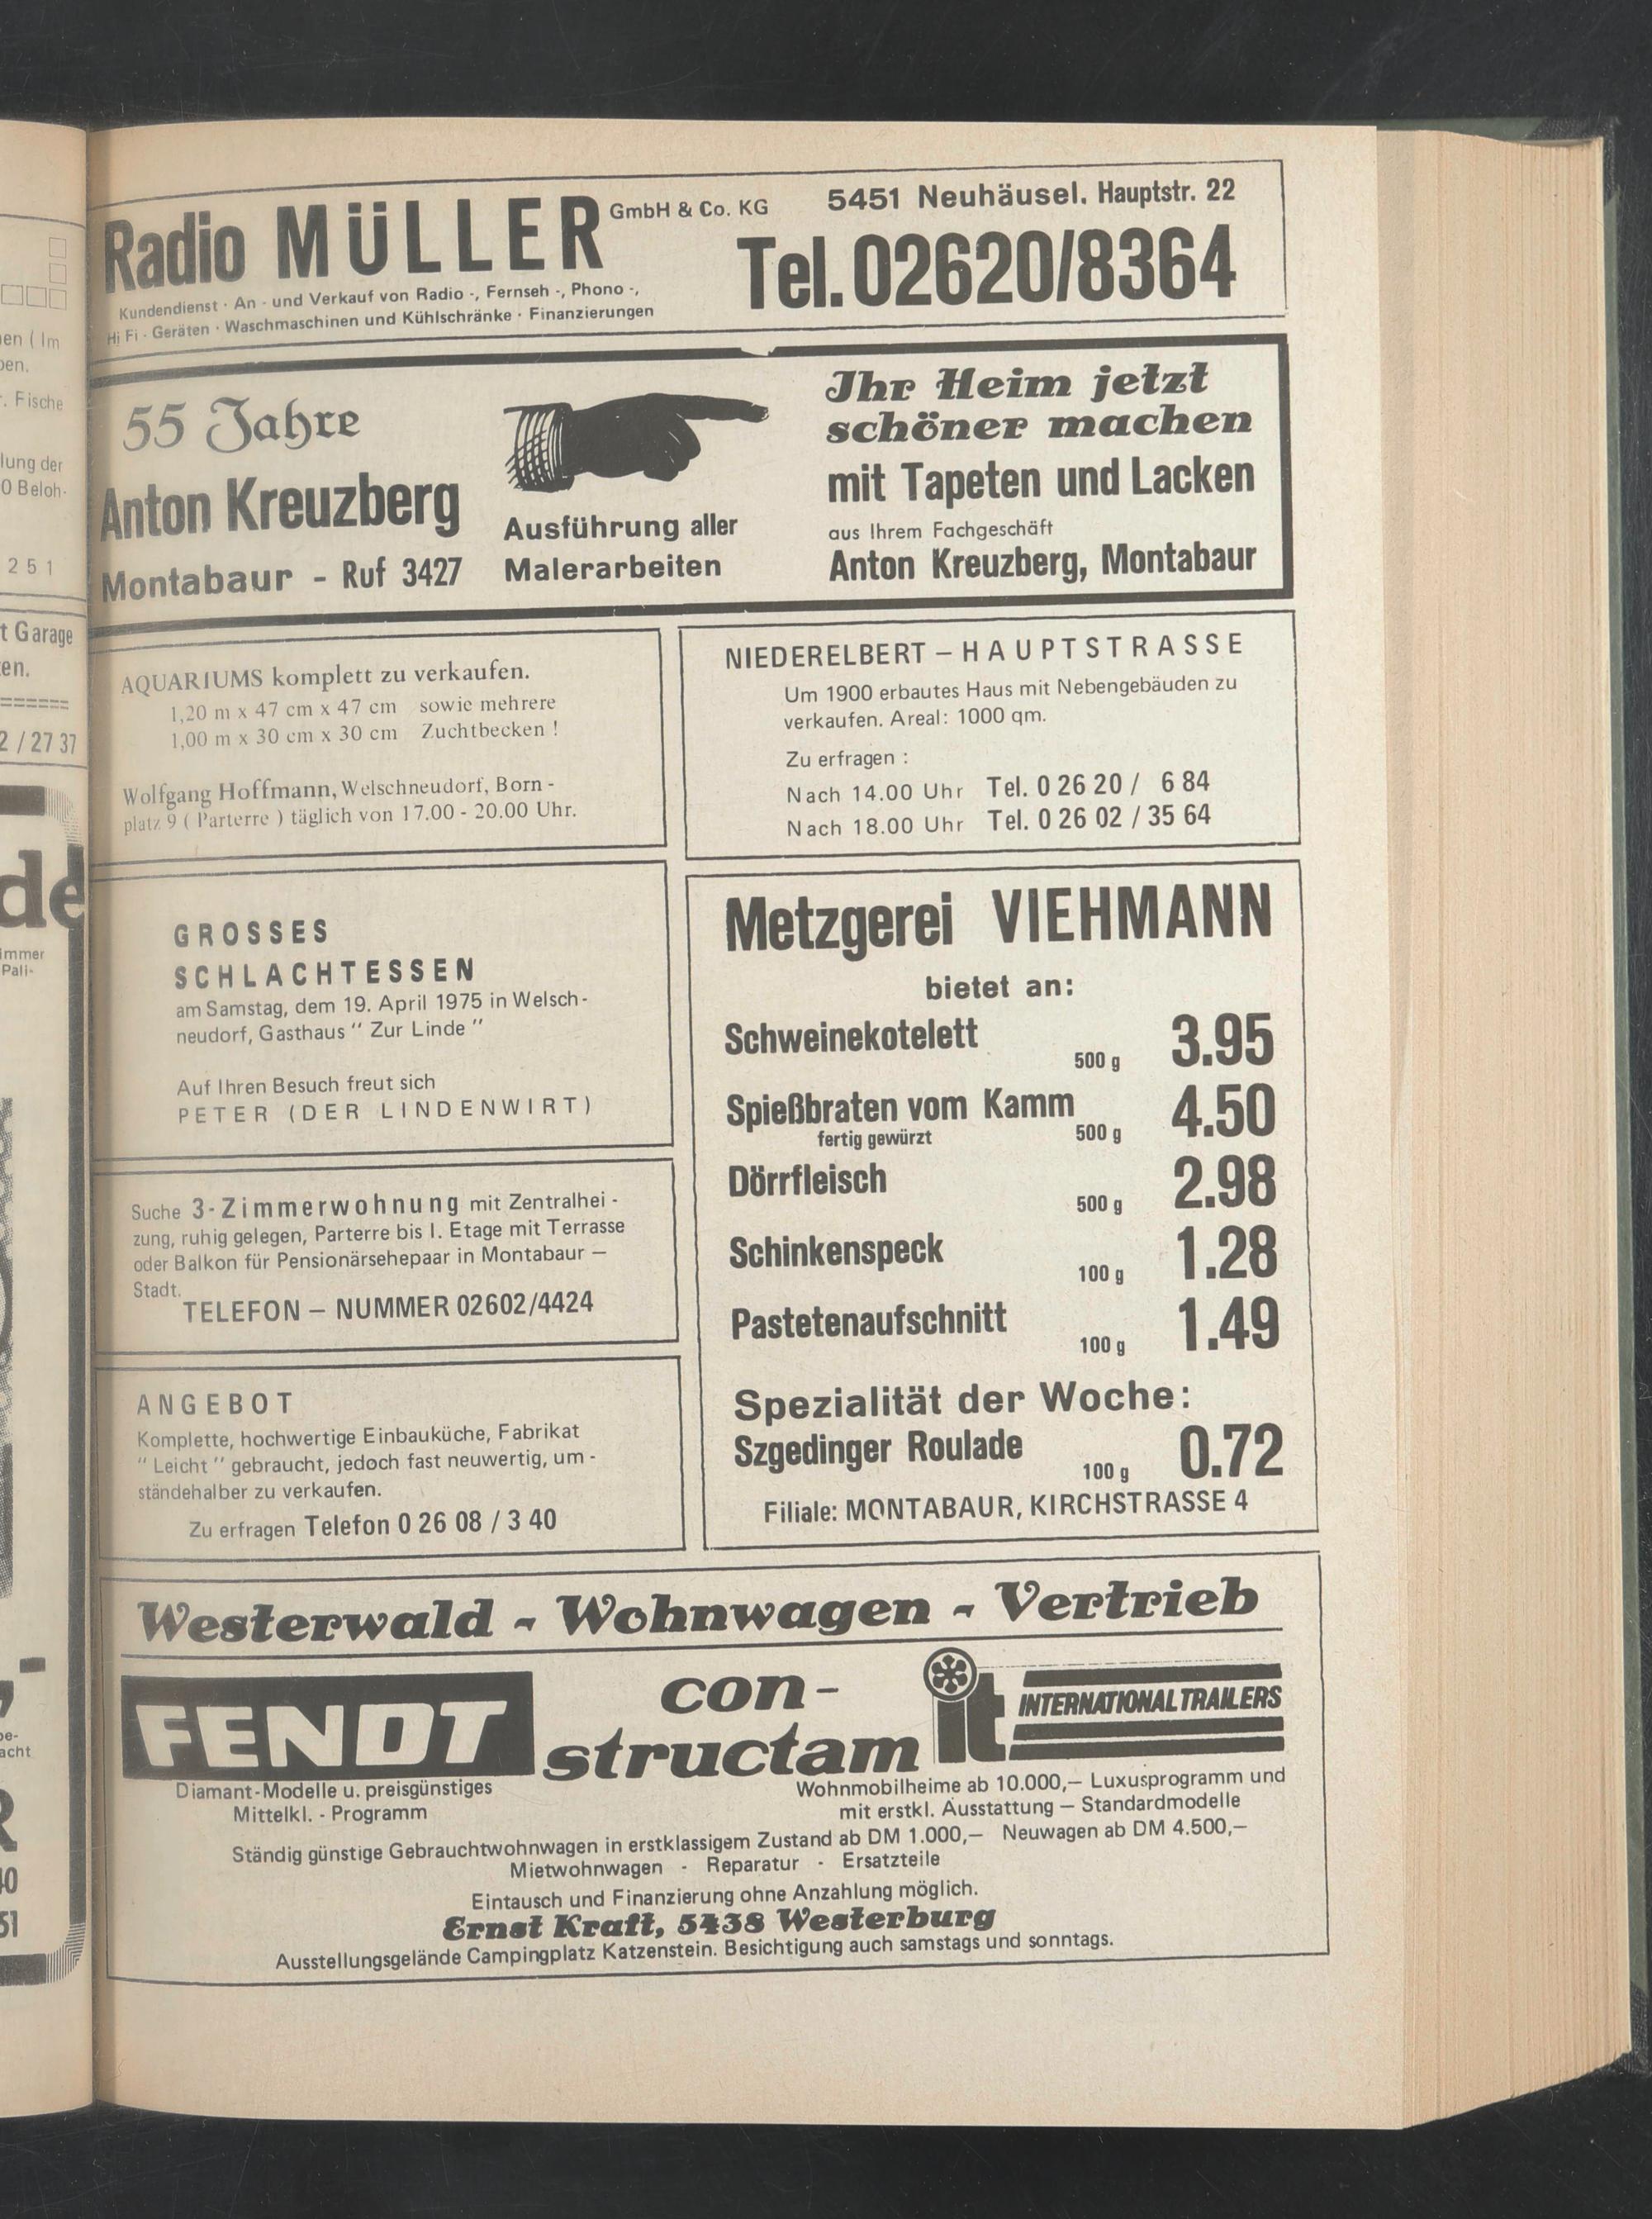 Radio MÜLLER GmbH & Co. KG
Kundendienst · An - und Verkauf von Radio -, Fernseh -, Phono -,
Hi Fi - Geräten · Waschmaschinen und Kühlschränke · Finanzierungen
5451 Neuhäusel. Hauptstr. 22
Tel. 02620/8364
55 Jahre
Anton Kreuzberg
Montabaur - Ruf 3427
Ausführung aller
Malerarbeiten
Ihr Heim jetzt
schöner machen
mit Tapeten und Lacken
aus Ihrem Fachgeschäft
Anton Kreuzberg, Montabaur
AQUARIUMS komplett zu verkaufen.
1,20 m x 47 cm x 47 cm sowie mehrere
1,00 m x 30 cm x 30 cm Zuchtbecken !
Wolfgang Hoffmann, Welschneudorf, Born -
platz 9 ( Parterre ) täglich von 17.00 - 20.00 Uhr.
NIEDERELBERT – HAUPTSTRASSE
Um 1900 erbautes Haus mit Nebengebäuden zu
verkaufen. Areal: 1000 qm.
Zu erfragen :
Nach 14.00 Uhr Tel. 0 26 20 / 6 84
Nach 18.00 Uhr Tel. 0 26 02 / 35 64
GROSSES
SCHLACHTESSEN
am Samstag, dem 19. April 1975 in Welsch-
neudorf, Gasthaus " Zur Linde "
Auf Ihren Besuch freut sich
PETER (DER LINDENWIRT)
Suche 3-Zimmerwohnung mit Zentralhei -
zung, ruhig gelegen, Parterre bis I. Etage mit Terrasse
oder Balkon für Pensionärsehepaar in Montabaur –
Stadt.
TELEFON – NUMMER 02602/4424
ANGEBOT
Komplette, hochwertige Einbauküche, Fabrikat
" Leicht " gebraucht, jedoch fast neuwertig, um -
ständehalber zu verkaufen.
Zu erfragen Telefon 0 26 08 / 3 40
Metzgerei VIEHMANN
bietet an:
Schweinekotelett 500 g 3.95
Spießbraten vom Kamm 500 g 4.50
fertig gewürzt
Dörrfleisch 500 g 2.98
Schinkenspeck 100 g 1.28
Pastetenaufschnitt 100 g 1.49
Spezialität der Woche:
Szgedinger Roulade 100 g 0.72
Filiale: MONTABAUR, KIRCHSTRASSE 4
Westerwald - Wohnwagen - Vertrieb
FENDT
con-
structam
it INTERNATIONAL TRAILERS
Diamant-Modelle u. preisgünstiges
Mittelkl. - Programm
Wohnmobilheime ab 10.000,– Luxusprogramm und
mit erstkl. Ausstattung – Standardmodelle
Ständig günstige Gebrauchtwohnwagen in erstklassigem Zustand ab DM 1.000,– Neuwagen ab DM 4.500,–
Mietwohnwagen - Reparatur - Ersatzteile
Eintausch und Finanzierung ohne Anzahlung möglich.
Ernst Kraft, 5438 Westerburg
Ausstellungsgelände Campingplatz Katzenstein. Besichtigung auch samstags und sonntags.